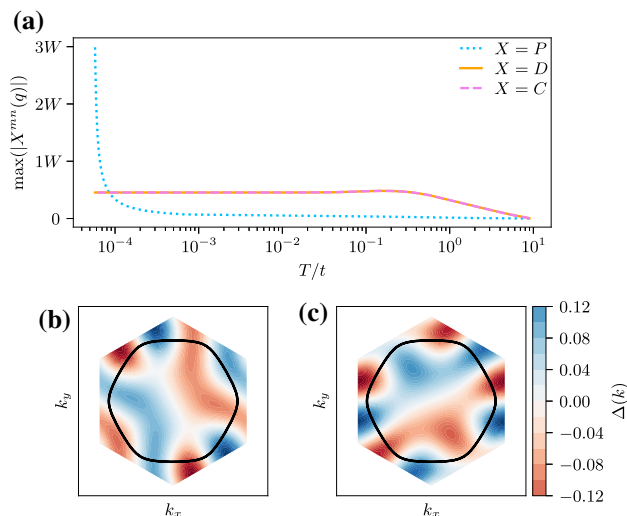 (a)
max(|X^{mn}(q)|)
3W
2W
1W
0
X = P
X = D
X = C
10^{-4}
10^{-3}
10^{-2}
10^{-1}
10^{0}
10^{1}
T/t
(b)
(c)
k_y
k_x
k_y
k_x
0.12
0.08
0.04
0.00
−0.04
−0.08
−0.12
Δ(k)